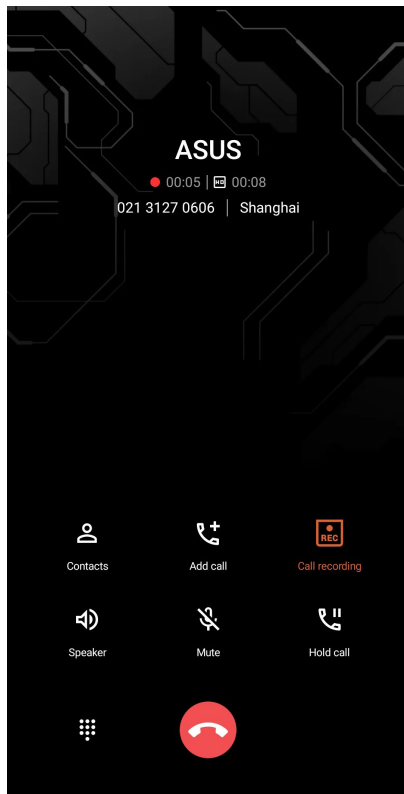 ASUS
00:05 | HD 00:08
021 3127 0606 | Shanghai
REC
Contacts Add call Call recording
Speaker Mute Hold call